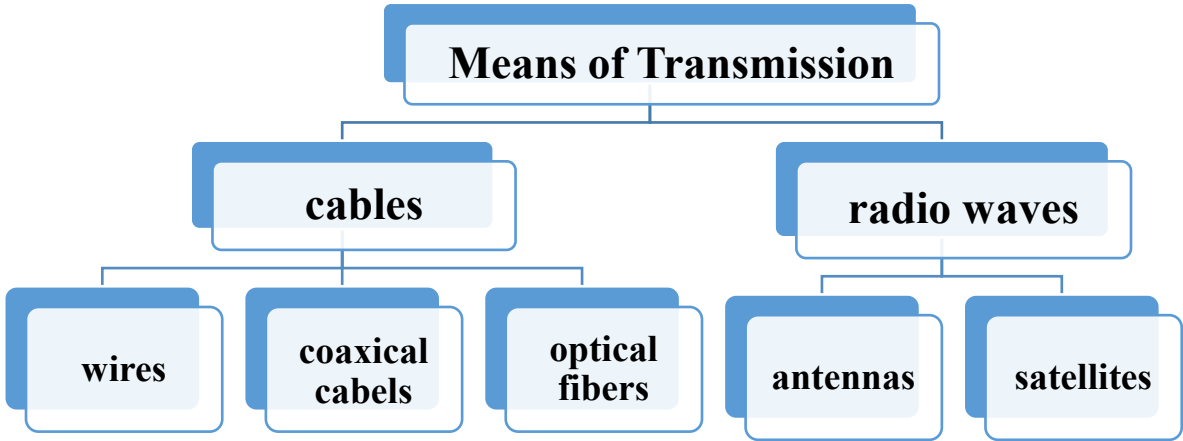 Means of Transmission
cables
radio waves
wires
coaxical
cabels
optical
fibers
antennas
satellites